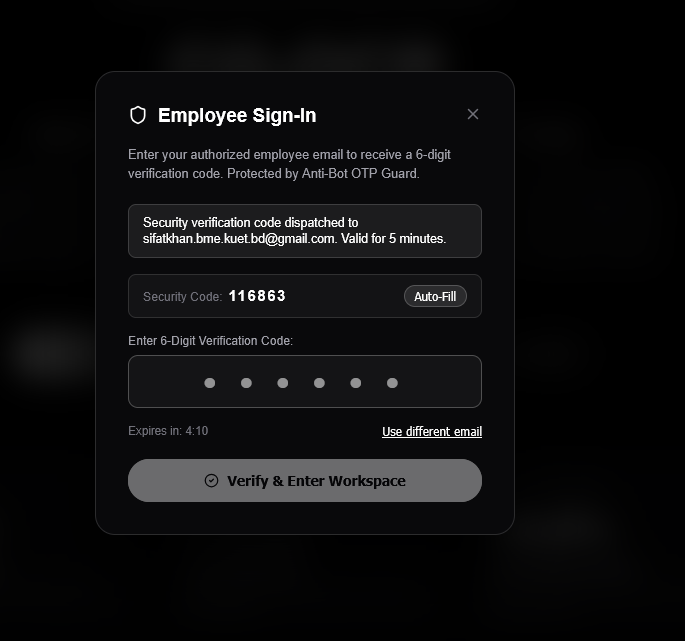 Employee Sign-In
Enter your authorized employee email to receive a 6-digit
verification code. Protected by Anti-Bot OTP Guard.
Security verification code dispatched to
sifatkhan.bme.kuet.bd@gmail.com. Valid for 5 minutes.
Security Code: 116863 Auto-Fill
Enter 6-Digit Verification Code:
Expires in: 4:10 Use different email
Verify & Enter Workspace